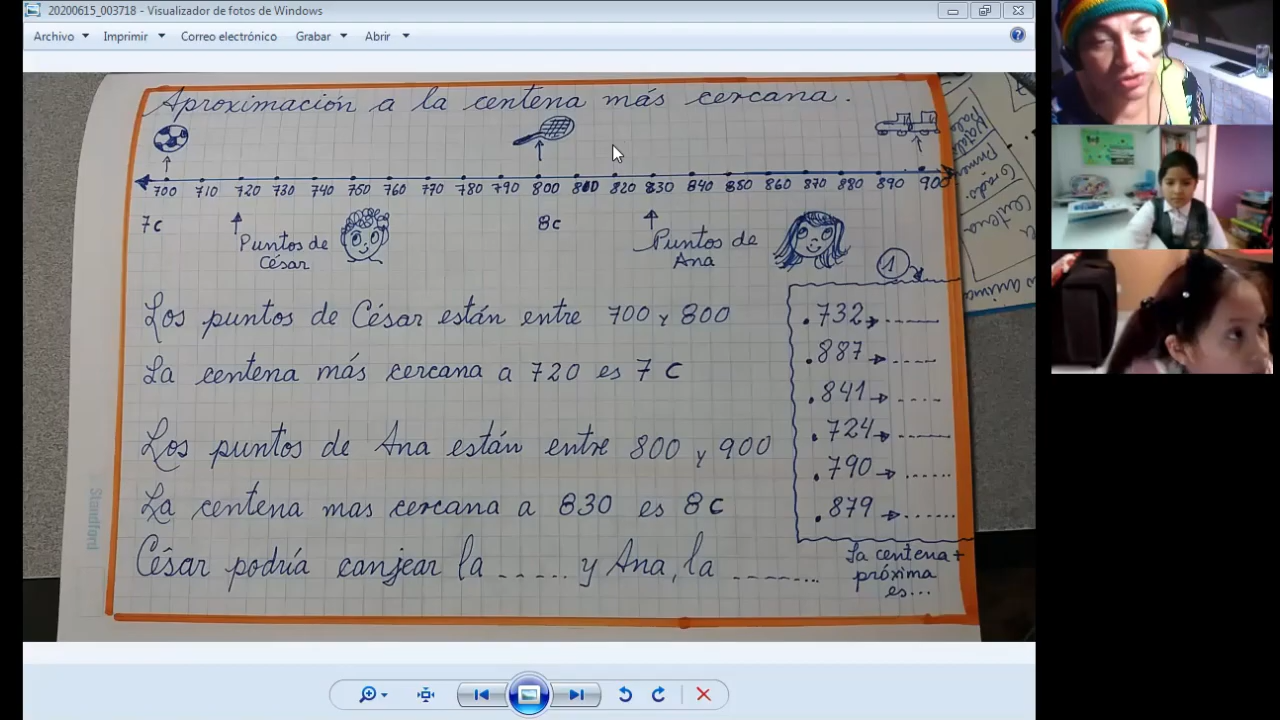 20200615_003718 - Visualizador de fotos de Windows
Archivo Imprimir Correo electrónico Grabar Abrir
Aproximación a la centena más cercana.
700 710 720 730 740 750 760 770 780 790 800 810 820 830 840 850 860 870 880 890 900
7c 8c
Puntos de
César
Puntos de
Ana
1
Los puntos de César están entre 700 y 800
La centena más cercana a 720 es 7 C
Los puntos de Ana están entre 800 y 900
La centena mas cercana a 830 es 8 C
César podría canjear la ..... y Ana, la .......
.732→ ......
.887→ .....
.841→ ....
.724→ ......
.790→ ......
.879→ ......
La centena +
próxima
es...
Standford